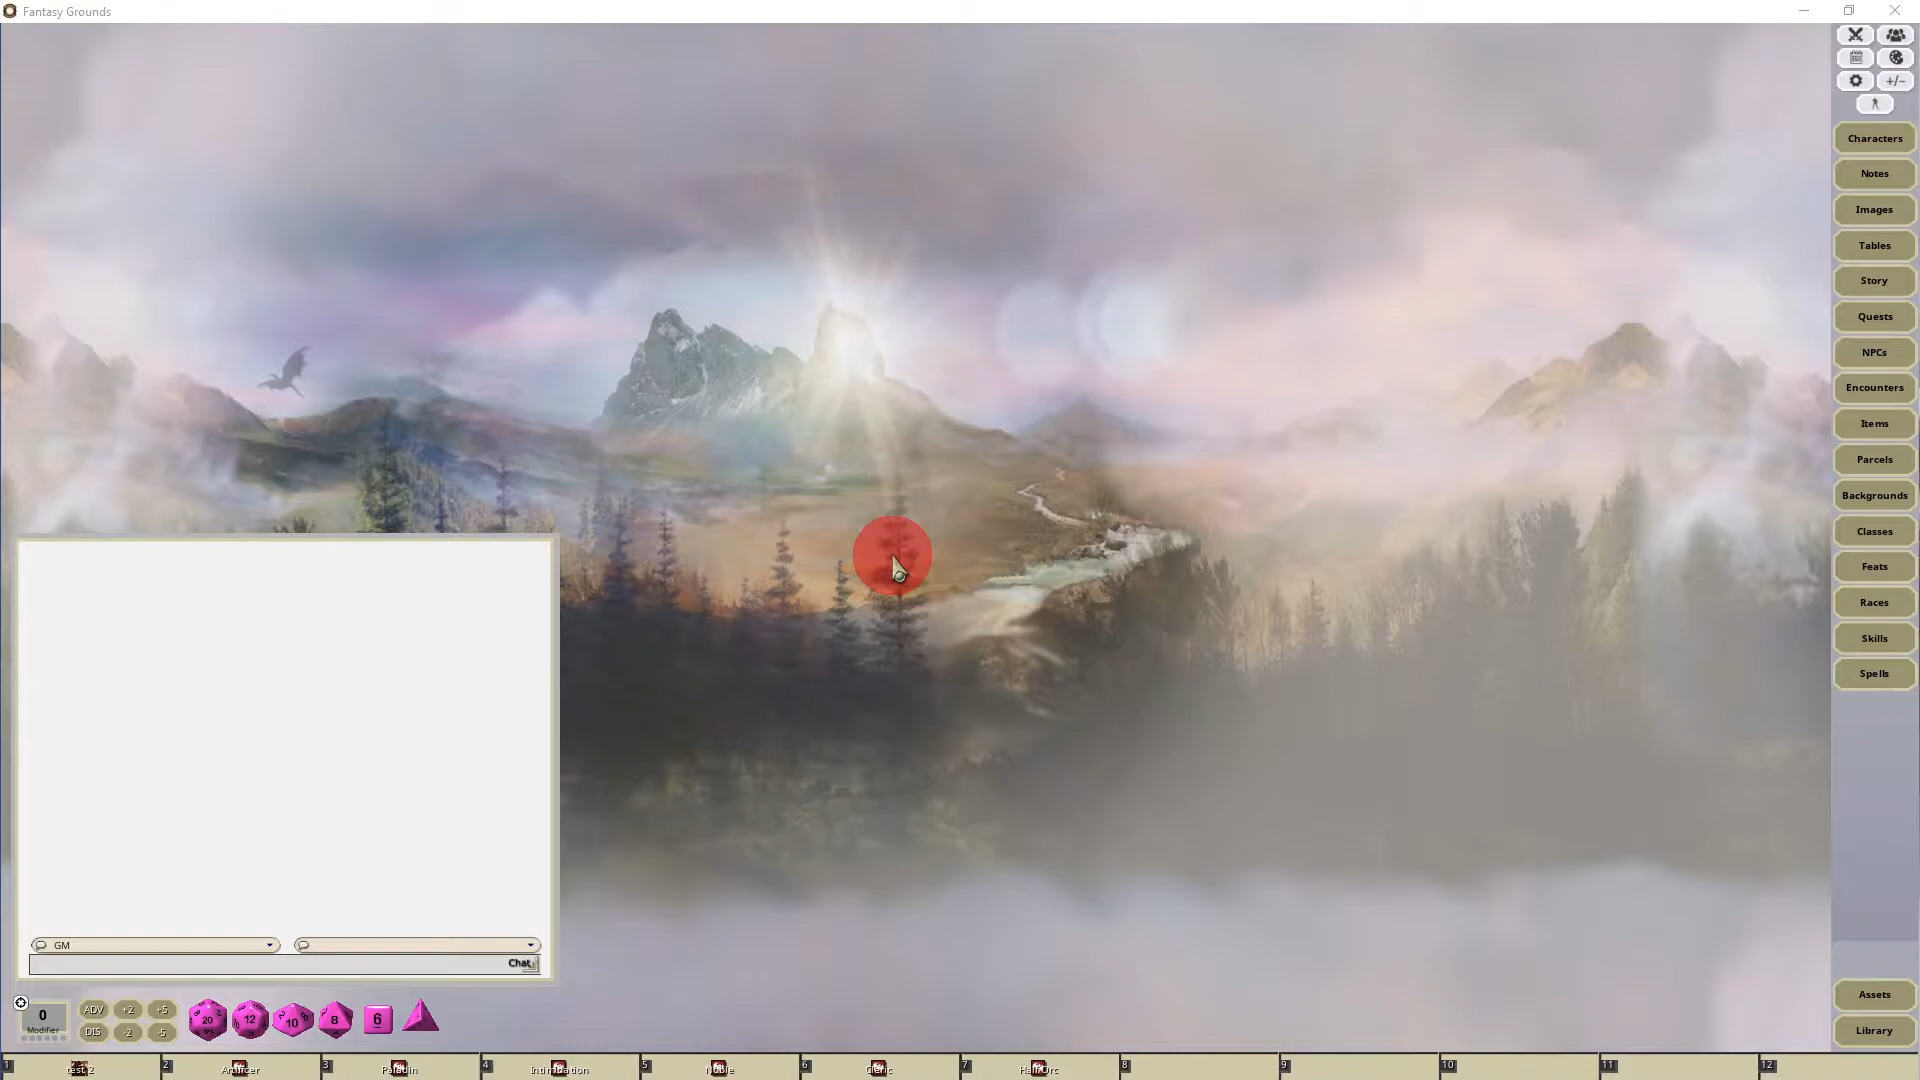 Fantasy Grounds
+/-
Characters
Notes
Images
Tables
Story
Quests
NPCs
Encounters
Items
Parcels
Backgrounds
Classes
Feats
Races
Skills
Spells
Assets
Library
GM
Chat
0
Modifier
ADV +2 +5
DIS -2 -5
20 12 10 8 6
1 2 3 4 5 6 7 8 9 10 11 12
test 2 Artificer Paladin Intimidation Noble Cleric Half-Orc